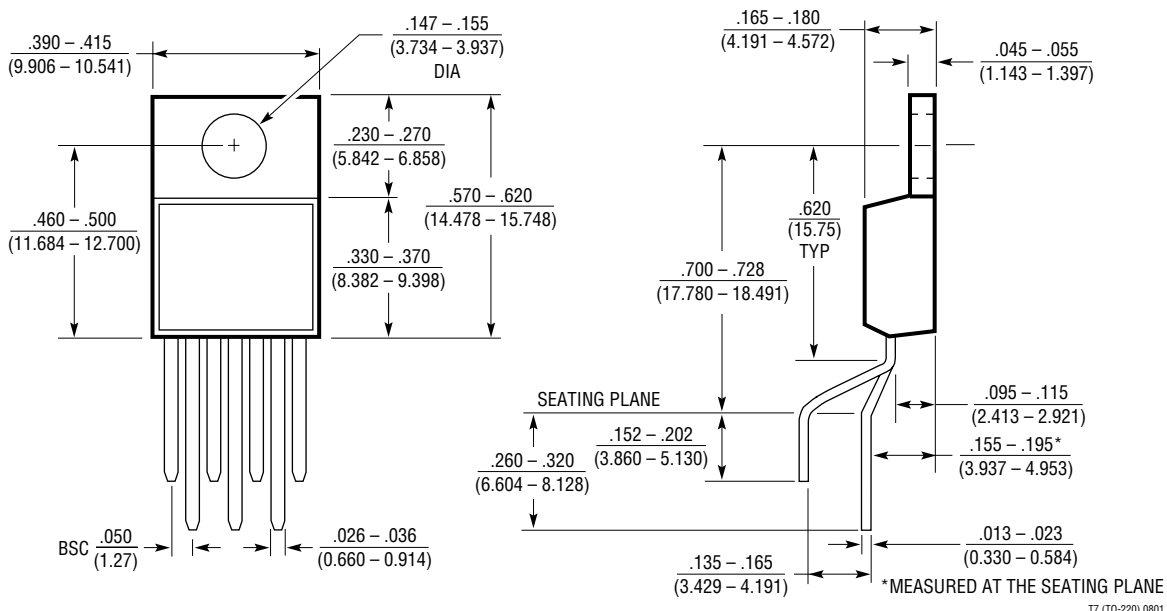 .390 – .415
(9.906 – 10.541)
.147 – .155
(3.734 – 3.937)
DIA
.230 – .270
(5.842 – 6.858)
.570 – .620
(14.478 – 15.748)
.460 – .500
(11.684 – 12.700)
.330 – .370
(8.382 – 9.398)
BSC .050
(1.27)
.026 – .036
(0.660 – 0.914)
.165 – .180
(4.191 – 4.572)
.045 – .055
(1.143 – 1.397)
.620
(15.75)
TYP
.700 – .728
(17.780 – 18.491)
SEATING PLANE
.095 – .115
(2.413 – 2.921)
.152 – .202
(3.860 – 5.130)
.155 – .195*
(3.937 – 4.953)
.260 – .320
(6.604 – 8.128)
.013 – .023
(0.330 – 0.584)
.135 – .165
(3.429 – 4.191)
*MEASURED AT THE SEATING PLANE
T7 (TO-220) 0801